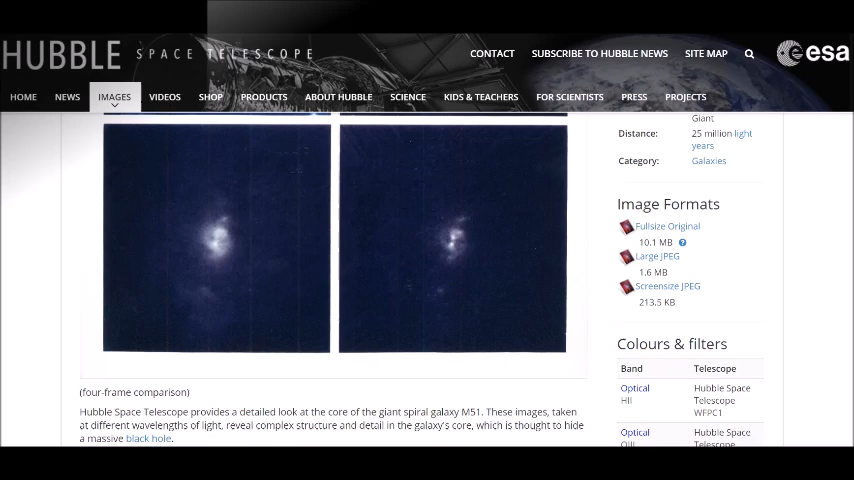 HUBBLE SPACE TELESCOPE
CONTACT SUBSCRIBE TO HUBBLE NEWS SITE MAP
esa
HOME NEWS IMAGES VIDEOS SHOP PRODUCTS ABOUT HUBBLE SCIENCE KIDS & TEACHERS FOR SCIENTISTS PRESS PROJECTS
Giant
Distance: 25 million light
years
Category: Galaxies
Image Formats
Fullsize Original
10.1 MB ?
Large JPEG
1.6 MB
Screensize JPEG
213.5 KB
Colours & filters
Band Telescope
Optical Hubble Space
HII Telescope
WFPC1
Optical Hubble Space
OIII Telescope
(four-frame comparison)
Hubble Space Telescope provides a detailed look at the core of the giant spiral galaxy M51. These images, taken
at different wavelengths of light, reveal complex structure and detail in the galaxy's core, which is thought to hide
a massive black hole.